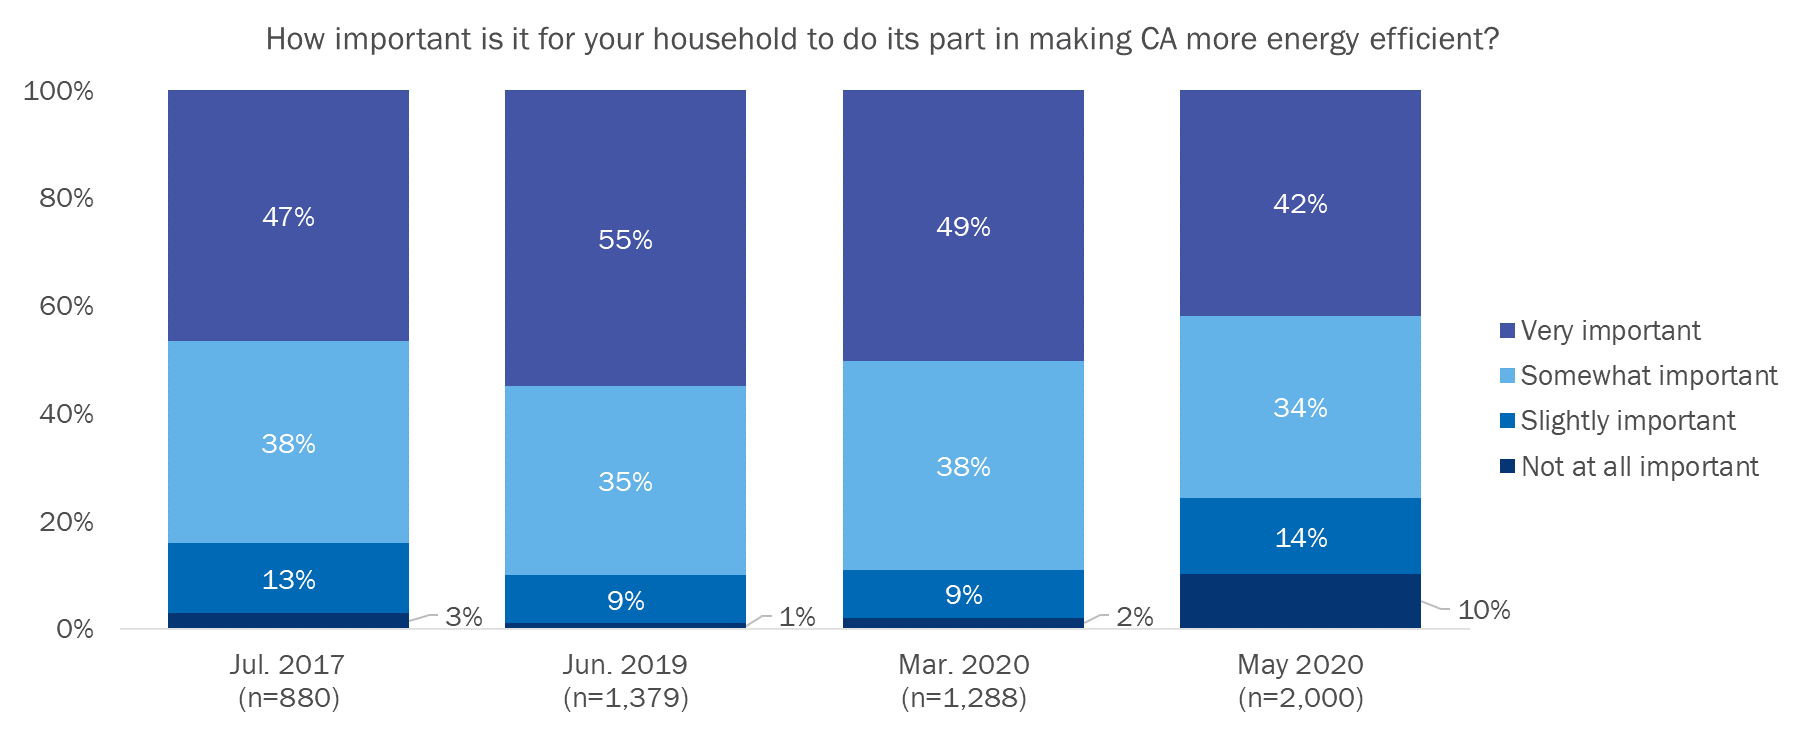 How important is it for your household to do its part in making CA more energy efficient?
100%
80%
60%
40%
20%
0%
47%
38%
13%
3%
55%
35%
9%
1%
49%
38%
9%
2%
42%
34%
14%
10%
Jul. 2017
(n=880)
Jun. 2019
(n=1,379)
Mar. 2020
(n=1,288)
May 2020
(n=2,000)
Very important
Somewhat important
Slightly important
Not at all important